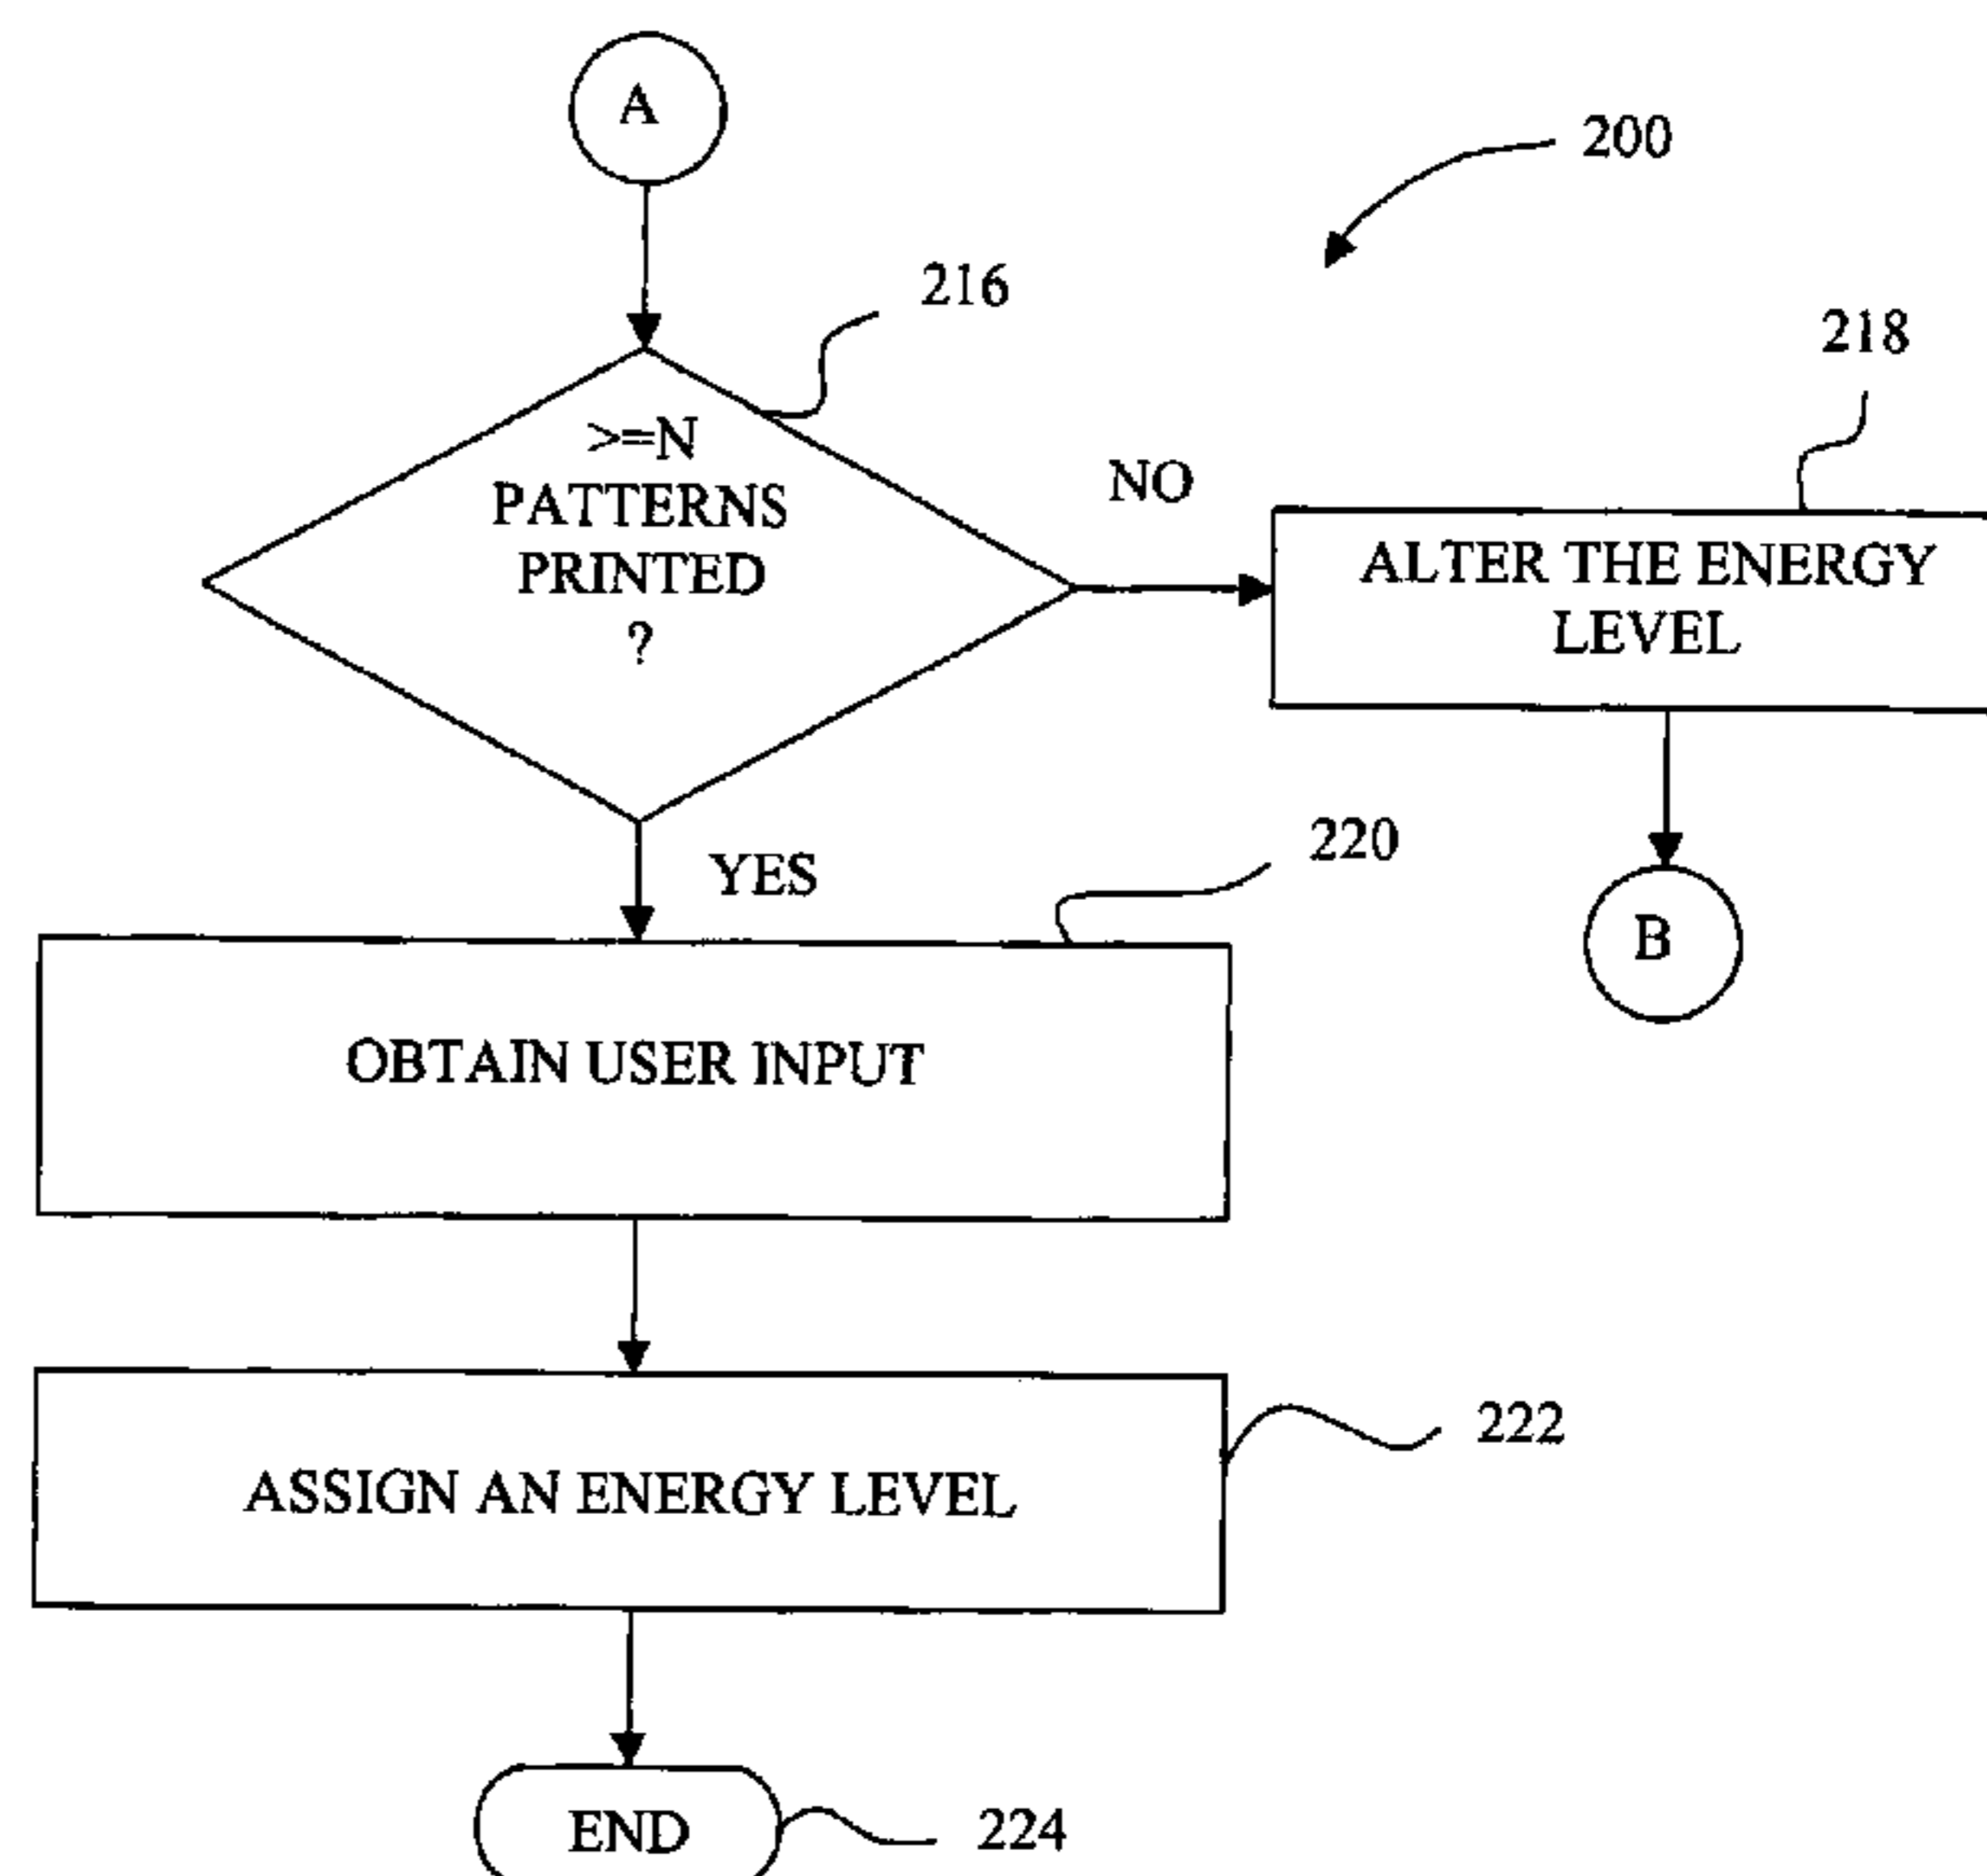 A
200
216
218
>=N
PATTERNS
PRINTED
?
NO
ALTER THE ENERGY
LEVEL
B
YES
220
OBTAIN USER INPUT
ASSIGN AN ENERGY LEVEL
222
END
224